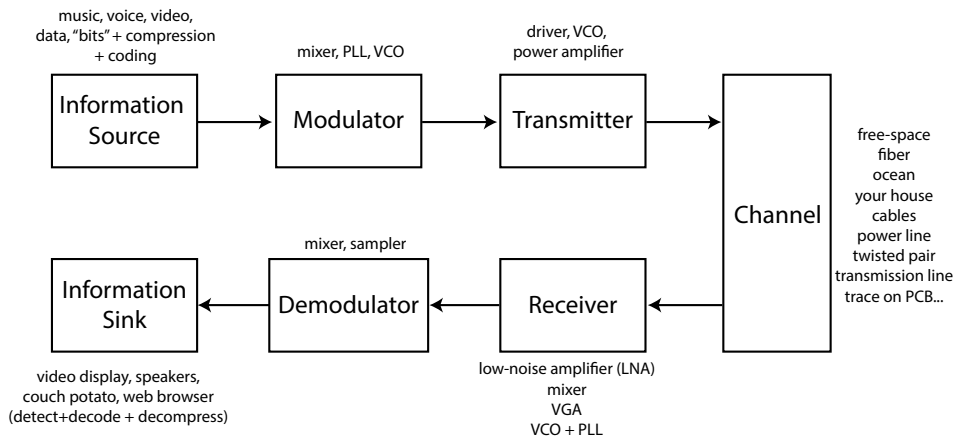 music, voice, video,
data, “bits” + compression
+ coding
Information
Source
mixer, PLL, VCO
Modulator
driver, VCO,
power amplifier
Transmitter
Channel
free-space
fiber
ocean
your house
cables
power line
twisted pair
transmission line
trace on PCB...
Information
Sink
video display, speakers,
couch potato, web browser
(detect+decode + decompress)
mixer, sampler
Demodulator
Receiver
low-noise amplifier (LNA)
mixer
VGA
VCO + PLL